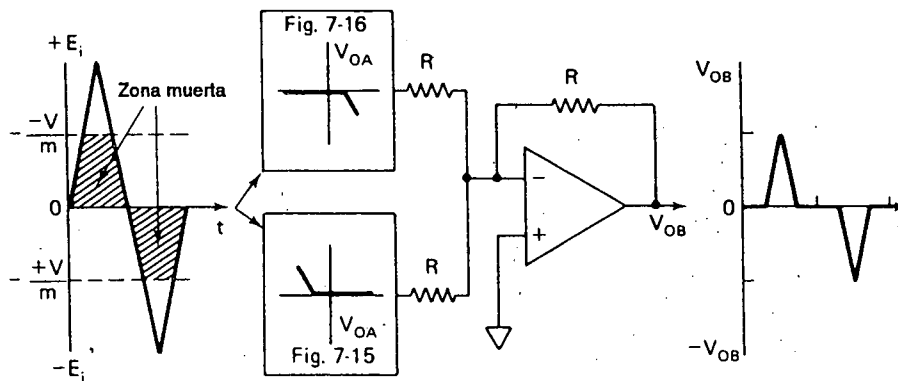 +E_i
Zona muerta
-V
m
0
t
+V
m
-E_i
Fig. 7-16
V_OA
V_OA
Fig. 7-15
R
R
R
−
+
V_OB
V_OB
0
-V_OB